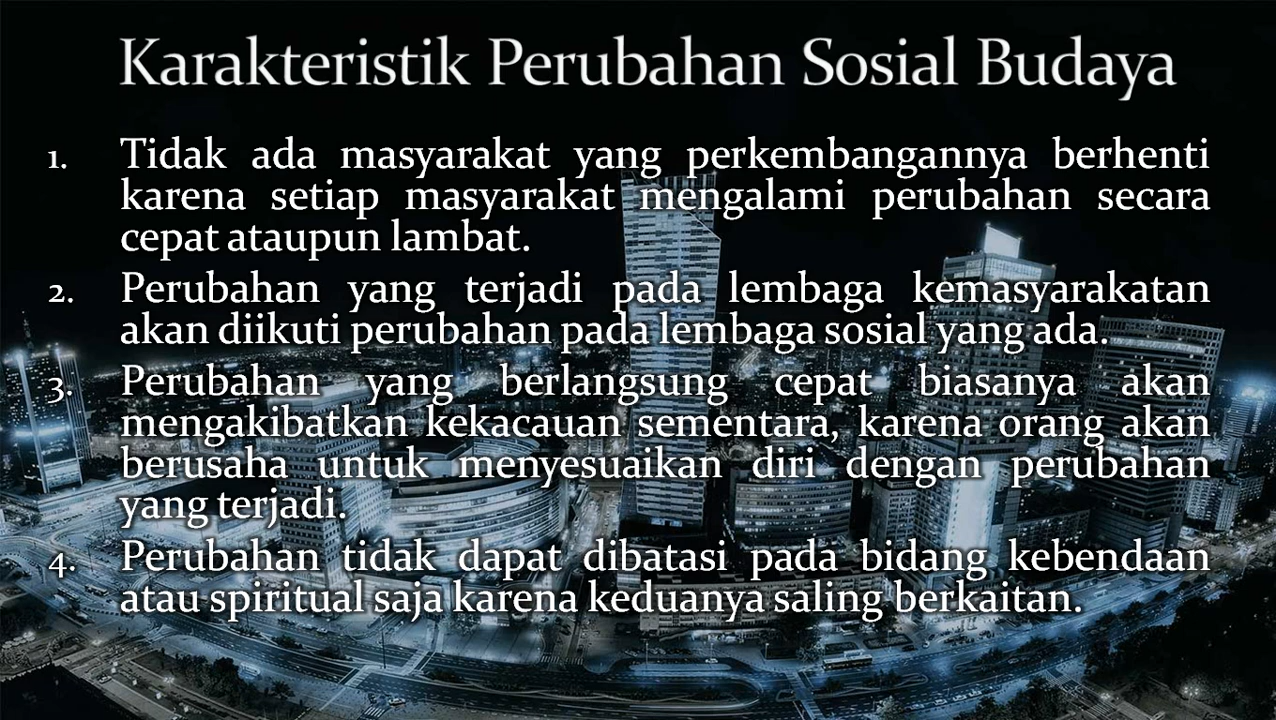 Karakteristik Perubahan Sosial Budaya
1. Tidak ada masyarakat yang perkembangannya berhenti
karena setiap masyarakat mengalami perubahan secara
cepat ataupun lambat.
2. Perubahan yang terjadi pada lembaga kemasyarakatan
akan diikuti perubahan pada lembaga sosial yang ada.
3. Perubahan yang berlangsung cepat biasanya akan
mengakibatkan kekacauan sementara, karena orang akan
berusaha untuk menyesuaikan diri dengan perubahan
yang terjadi.
4. Perubahan tidak dapat dibatasi pada bidang kebendaan
atau spiritual saja karena keduanya saling berkaitan.